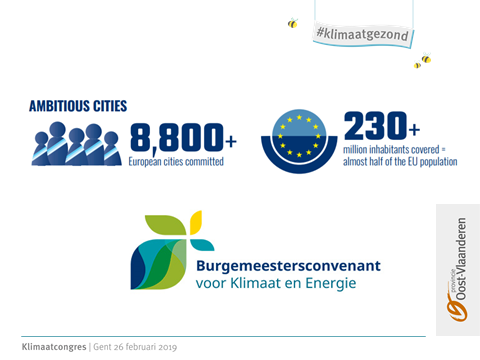 #klimaatgezond
AMBITIOUS CITIES
8,800+
European cities committed
230+
million inhabitants covered =
almost half of the EU population
Burgemeestersconvenant
voor Klimaat en Energie
provincie
Oost-Vlaanderen
Klimaatcongres | Gent 26 februari 2019